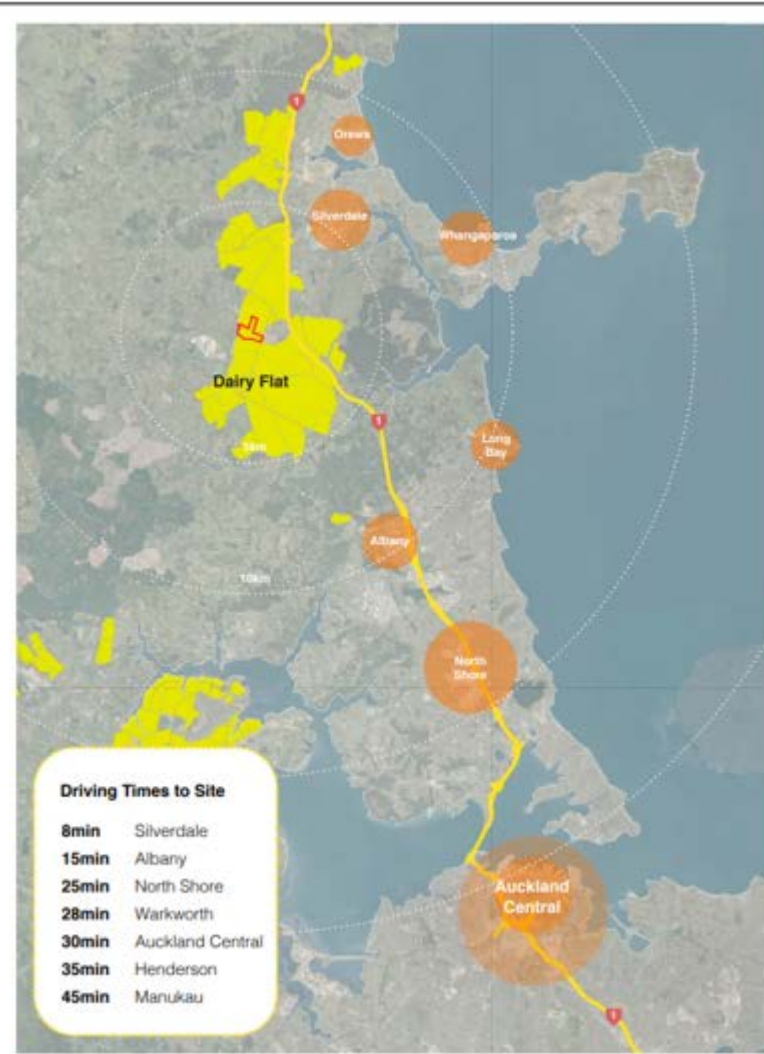 1
Orewa
Silverdale
Whangaparoa
Dairy Flat
1
5km
Long
Bay
Albany
10km
North
Shore
Driving Times to Site
8min Silverdale
15min Albany
25min North Shore
28min Warkworth
30min Auckland Central
35min Henderson
45min Manukau
Auckland
Central
1